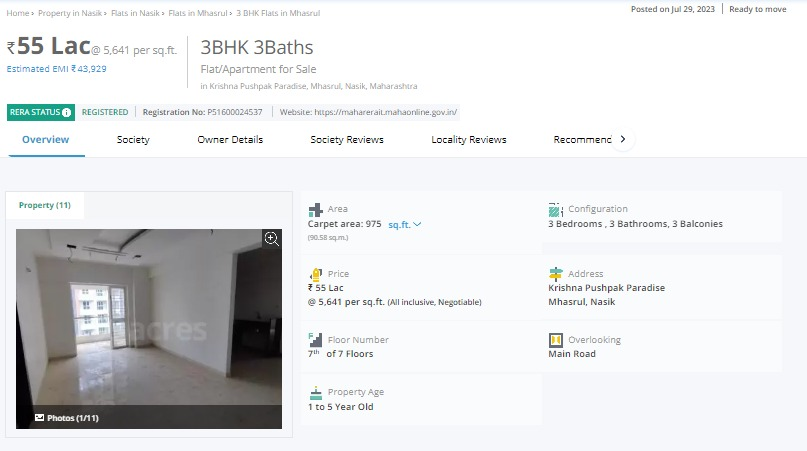 Home › Property in Nasik › Flats in Nasik › Flats in Mhasrul › 3 BHK Flats in Mhasrul
Posted on Jul 29, 2023 | Ready to move
₹55 Lac @ 5,641 per sq.ft.
Estimated EMI ₹ 43,929
3BHK 3Baths
Flat/Apartment for Sale
in Krishna Pushpak Paradise, Mhasrul, Nasik, Maharashtra
RERA STATUS REGISTERED Registration No: P51600024537 Website: https://maharerait.mahaonline.gov.in/
Overview Society Owner Details Society Reviews Locality Reviews Recommend
Property (11)
acres
Photos (1/11)
Area
Carpet area: 975 sq.ft.
(90.58 sq.m.)
Configuration
3 Bedrooms , 3 Bathrooms, 3 Balconies
Price
₹ 55 Lac
@ 5,641 per sq.ft. (All inclusive, Negotiable)
Address
Krishna Pushpak Paradise
Mhasrul, Nasik
Floor Number
7th of 7 Floors
Overlooking
Main Road
Property Age
1 to 5 Year Old